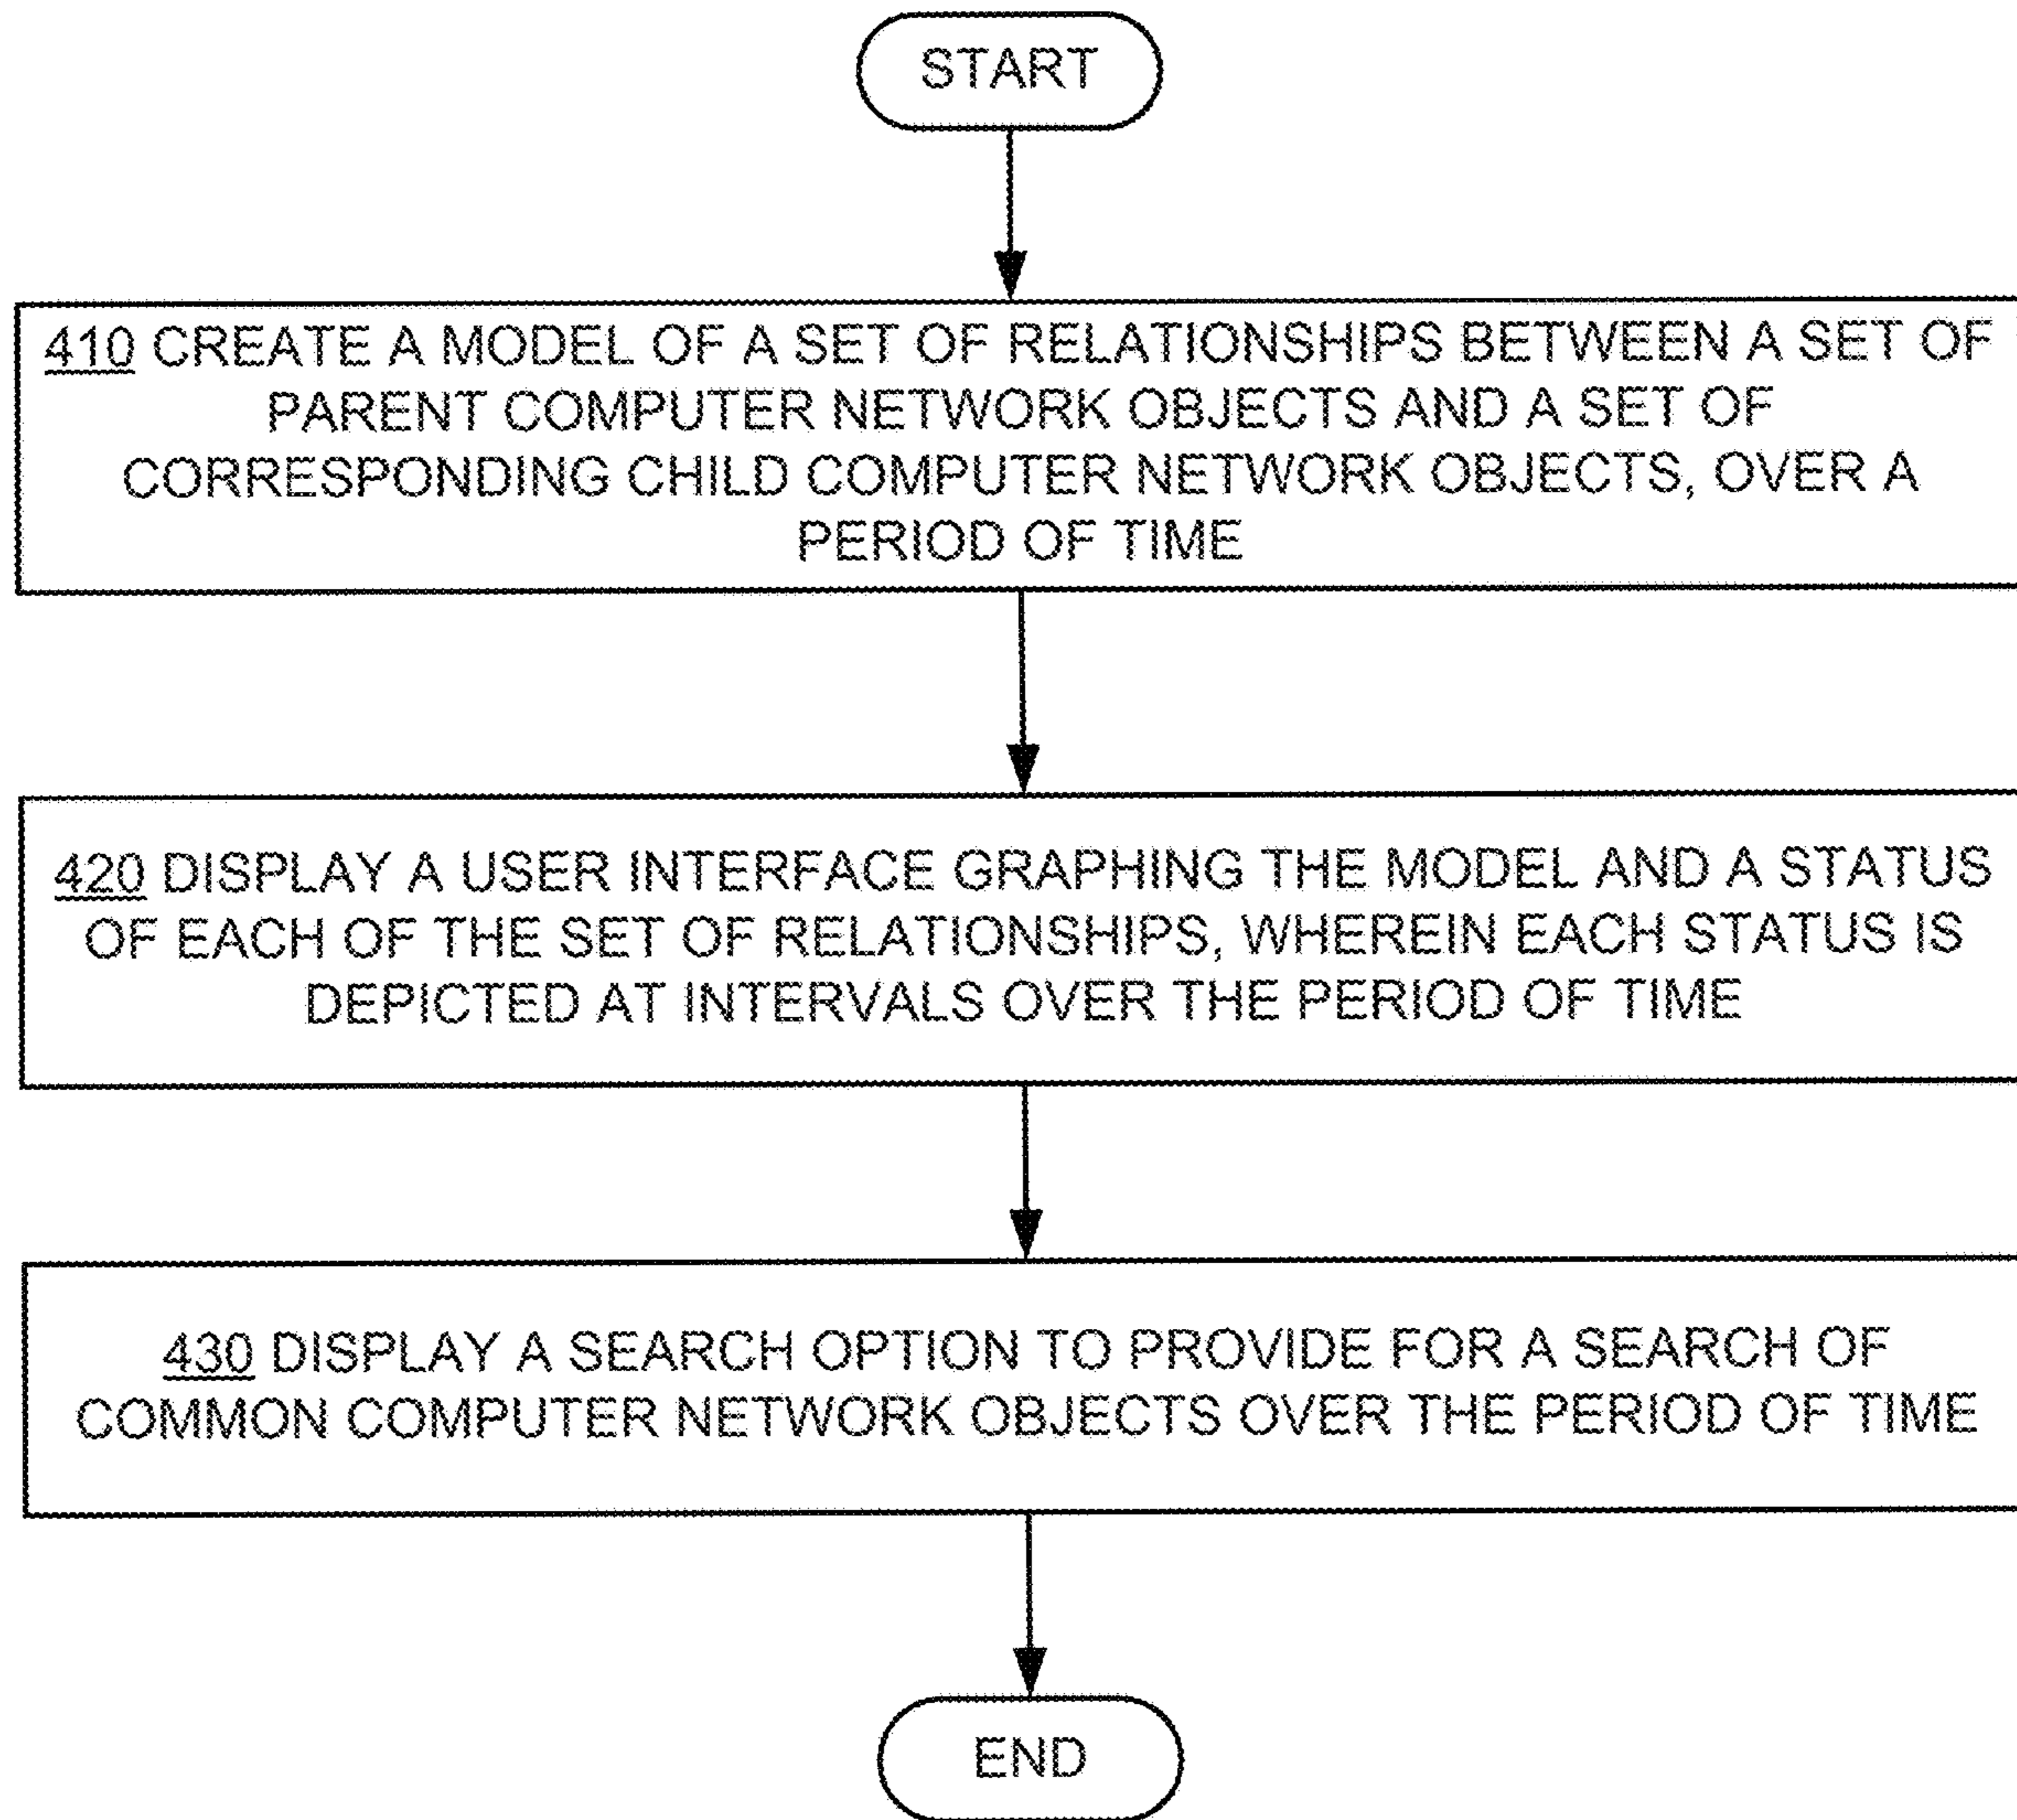 START
410 CREATE A MODEL OF A SET OF RELATIONSHIPS BETWEEN A SET OF
PARENT COMPUTER NETWORK OBJECTS AND A SET OF
CORRESPONDING CHILD COMPUTER NETWORK OBJECTS, OVER A
PERIOD OF TIME
420 DISPLAY A USER INTERFACE GRAPHING THE MODEL AND A STATUS
OF EACH OF THE SET OF RELATIONSHIPS, WHEREIN EACH STATUS IS
DEPICTED AT INTERVALS OVER THE PERIOD OF TIME
430 DISPLAY A SEARCH OPTION TO PROVIDE FOR A SEARCH OF
COMMON COMPUTER NETWORK OBJECTS OVER THE PERIOD OF TIME
END